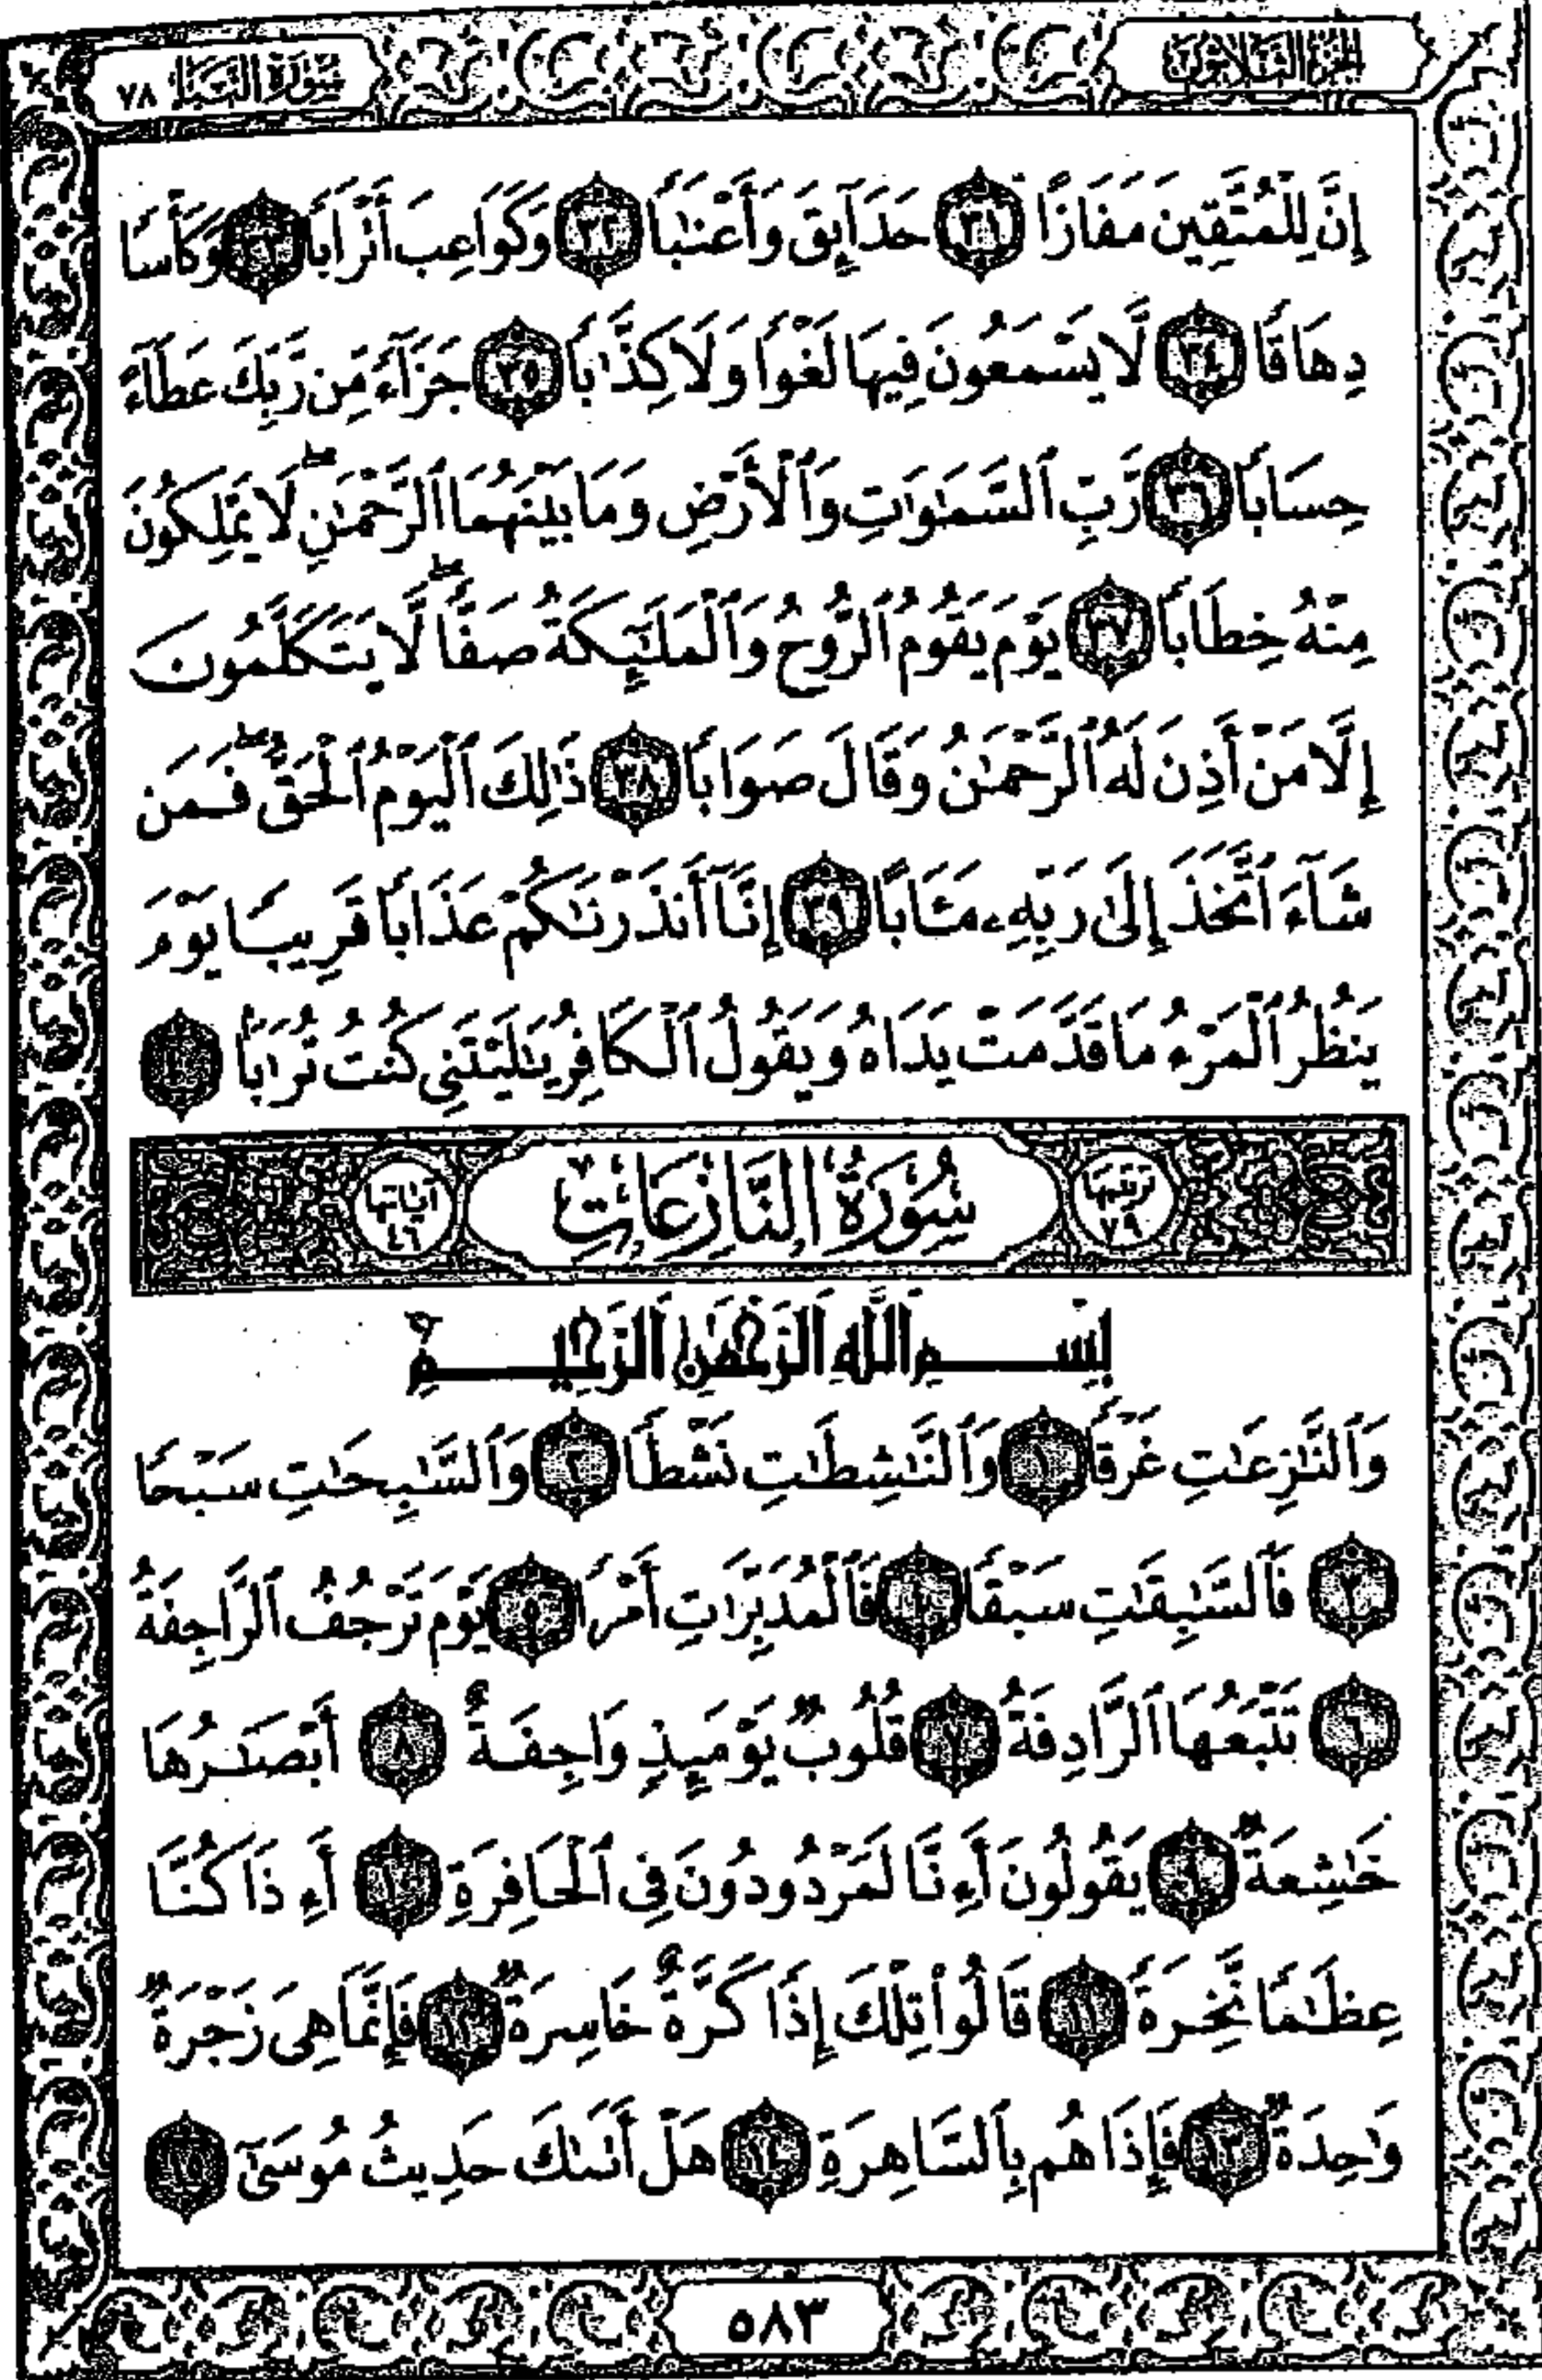 الجزء الثلاثون
سورة النبإ ٧٨
إِنَّ لِلْمُتَّقِينَ مَفَازًا ٣١ حَدَآئِقَ وَأَعْنَٰبًا ٣٢ وَكَوَاعِبَ أَتْرَابًا ٣٣ وَكَأْسًا
دِهَاقًا ٣٤ لَّا يَسْمَعُونَ فِيهَا لَغْوًا وَلَا كِذَّٰبًا ٣٥ جَزَآءً مِّن رَّبِّكَ عَطَآءً
حِسَابًا ٣٦ رَّبِّ ٱلسَّمَٰوَٰتِ وَٱلْأَرْضِ وَمَا بَيْنَهُمَا ٱلرَّحْمَٰنِ ۖ لَا يَمْلِكُونَ
مِنْهُ خِطَابًا ٣٧ يَوْمَ يَقُومُ ٱلرُّوحُ وَٱلْمَلَٰٓئِكَةُ صَفًّا ۖ لَّا يَتَكَلَّمُونَ
إِلَّا مَنْ أَذِنَ لَهُ ٱلرَّحْمَٰنُ وَقَالَ صَوَابًا ٣٨ ذَٰلِكَ ٱلْيَوْمُ ٱلْحَقُّ ۖ فَمَن
شَآءَ ٱتَّخَذَ إِلَىٰ رَبِّهِۦ مَـَٔابًا ٣٩ إِنَّآ أَنذَرْنَٰكُمْ عَذَابًا قَرِيبًا يَوْمَ
يَنظُرُ ٱلْمَرْءُ مَا قَدَّمَتْ يَدَاهُ وَيَقُولُ ٱلْكَافِرُ يَٰلَيْتَنِى كُنتُ تُرَٰبًۢا ٤٠
ترتيبها ٧٩ سُورَةُ النَّازِعَاتِ آياتها ٤٦
بِسْمِ ٱللَّهِ ٱلرَّحْمَٰنِ ٱلرَّحِيمِ
وَٱلنَّٰزِعَٰتِ غَرْقًا ١ وَٱلنَّٰشِطَٰتِ نَشْطًا ٢ وَٱلسَّٰبِحَٰتِ سَبْحًا
٣ فَٱلسَّٰبِقَٰتِ سَبْقًا ٤ فَٱلْمُدَبِّرَٰتِ أَمْرًا ٥ يَوْمَ تَرْجُفُ ٱلرَّاجِفَةُ
٦ تَتْبَعُهَا ٱلرَّادِفَةُ ٧ قُلُوبٌ يَوْمَئِذٍ وَاجِفَةٌ ٨ أَبْصَٰرُهَا
خَٰشِعَةٌ ٩ يَقُولُونَ أَءِنَّا لَمَرْدُودُونَ فِى ٱلْحَافِرَةِ ١٠ أَءِذَا كُنَّا
عِظَٰمًا نَّخِرَةً ١١ قَالُوا۟ تِلْكَ إِذًا كَرَّةٌ خَاسِرَةٌ ١٢ فَإِنَّمَا هِىَ زَجْرَةٌ
وَٰحِدَةٌ ١٣ فَإِذَا هُم بِٱلسَّاهِرَةِ ١٤ هَلْ أَتَىٰكَ حَدِيثُ مُوسَىٰٓ ١٥
٥٨٣